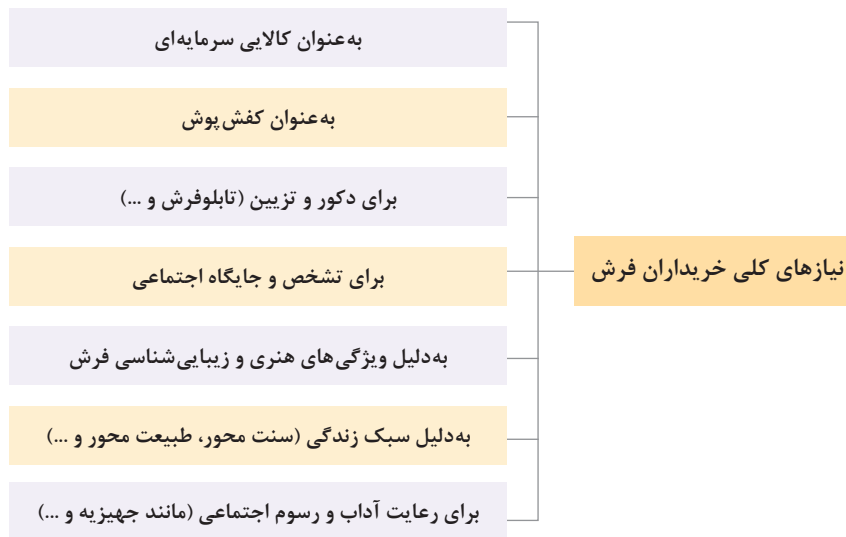 نیازهای کلی خریداران فرش
به‌عنوان کالایی سرمایه‌ای
به‌عنوان کفش‌پوش
برای دکور و تزیین (تابلوفرش و ...)
برای تشخص و جایگاه اجتماعی
به‌دلیل ویژگی‌های هنری و زیبایی‌شناسی فرش
به‌دلیل سبک زندگی (سنت محور، طبیعت محور و ...)
برای رعایت آداب و رسوم اجتماعی (مانند جهیزیه و ...)